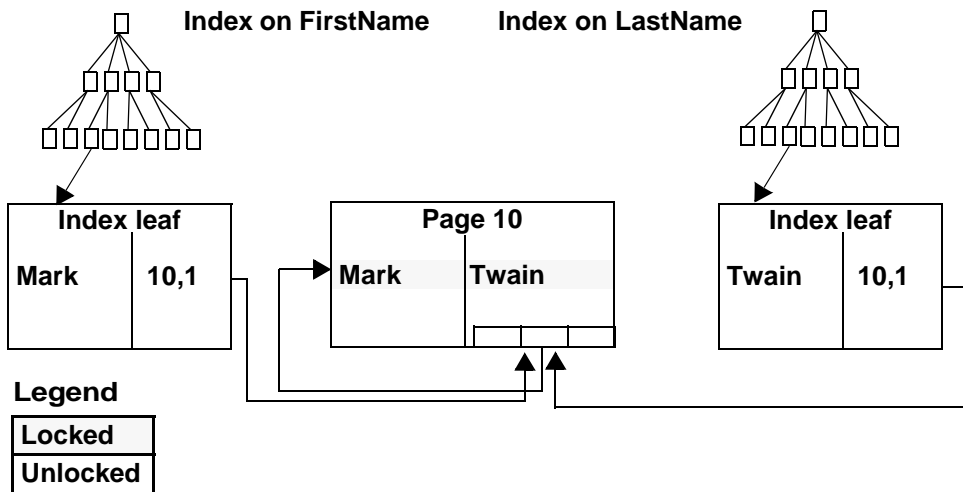 Index on FirstName
Index on LastName
Index leaf
Mark 10,1
Page 10
Mark Twain
Index leaf
Twain 10,1
Legend
Locked
Unlocked